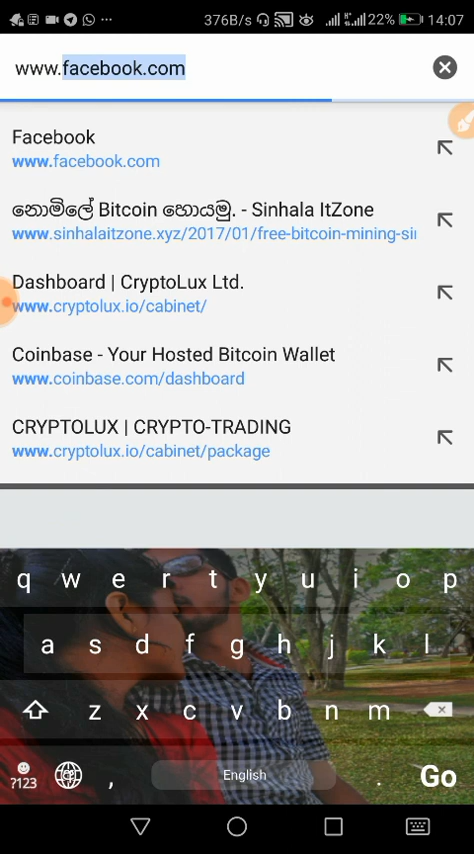 376B/s 22% 14:07
www.facebook.com
Facebook
www.facebook.com
නොමිලේ Bitcoin හොයමු. - Sinhala ItZone
www.sinhalaitzone.xyz/2017/01/free-bitcoin-mining-sin
Dashboard | CryptoLux Ltd.
www.cryptolux.io/cabinet/
Coinbase - Your Hosted Bitcoin Wallet
www.coinbase.com/dashboard
CRYPTOLUX | CRYPTO-TRADING
www.cryptolux.io/cabinet/package
q w e r t y u i o p
a s d f g h j k l
z x c v b n m
?123 , English . Go